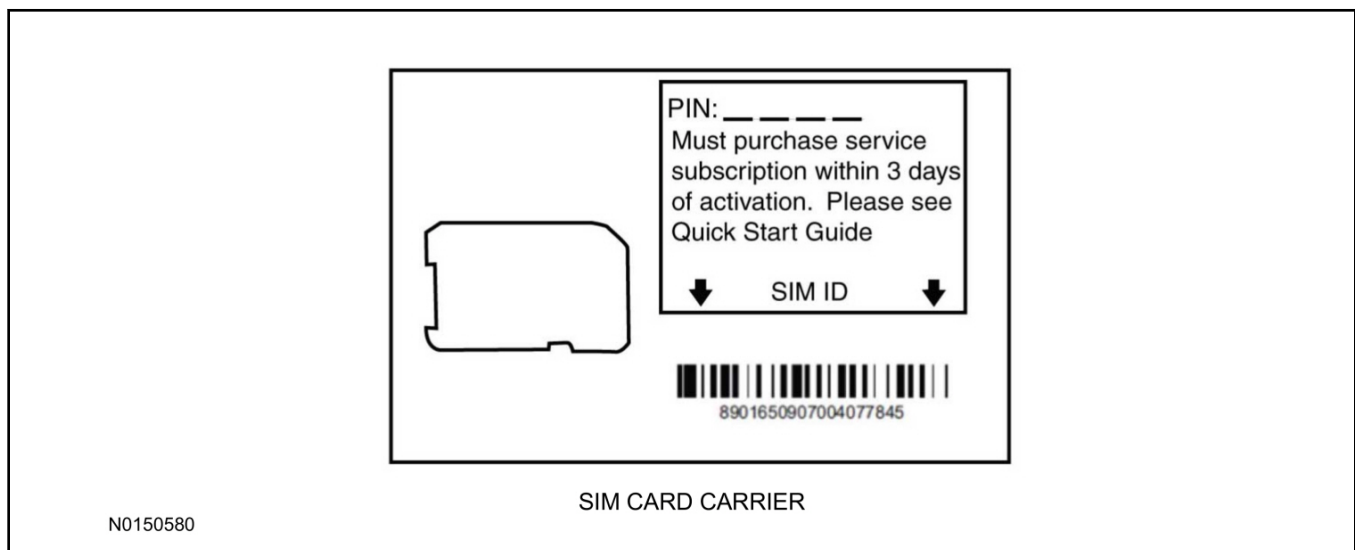 PIN: _ _ _ _
Must purchase service
subscription within 3 days
of activation. Please see
Quick Start Guide
SIM ID
8901650907004077845
SIM CARD CARRIER
N0150580